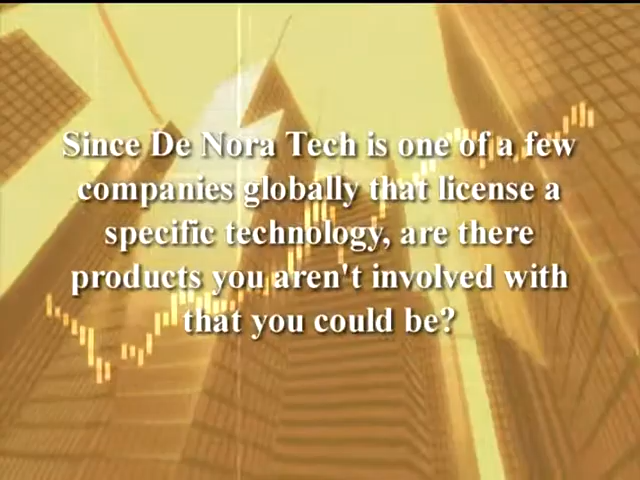 Since De Nora Tech is one of a few
companies globally that license a
specific technology, are there
products you aren't involved with
that you could be?